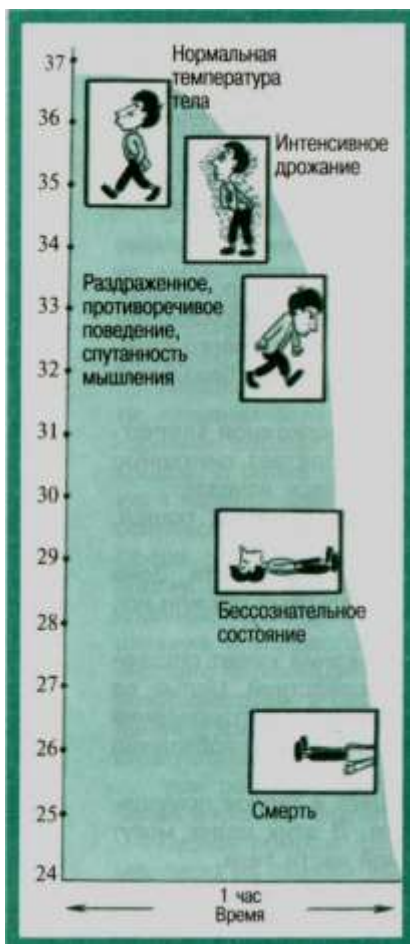 37
Нормальная
температура
тела
36
Интенсивное
дрожание
35
34
Раздраженное,
противоречивое
поведение,
спутанность
мышления
33
32
31
30
29
Бессознательное
состояние
28
27
26
Смерть
25
24
1 час
Время